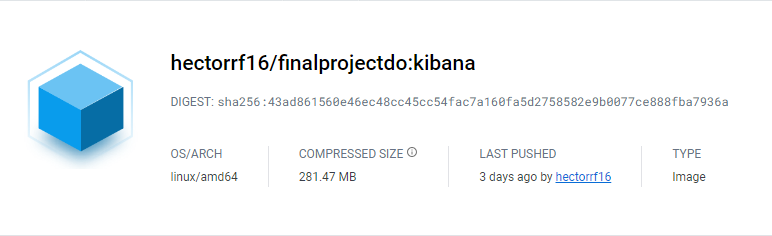 hectorrf16/finalprojectdo:kibana
DIGEST: sha256:43ad861560e46ec48cc45cc54fac7a160fa5d2758582e9b0077ce888fba7936a
OS/ARCH COMPRESSED SIZE LAST PUSHED TYPE
linux/amd64 281.47 MB 3 days ago by hectorrf16 Image